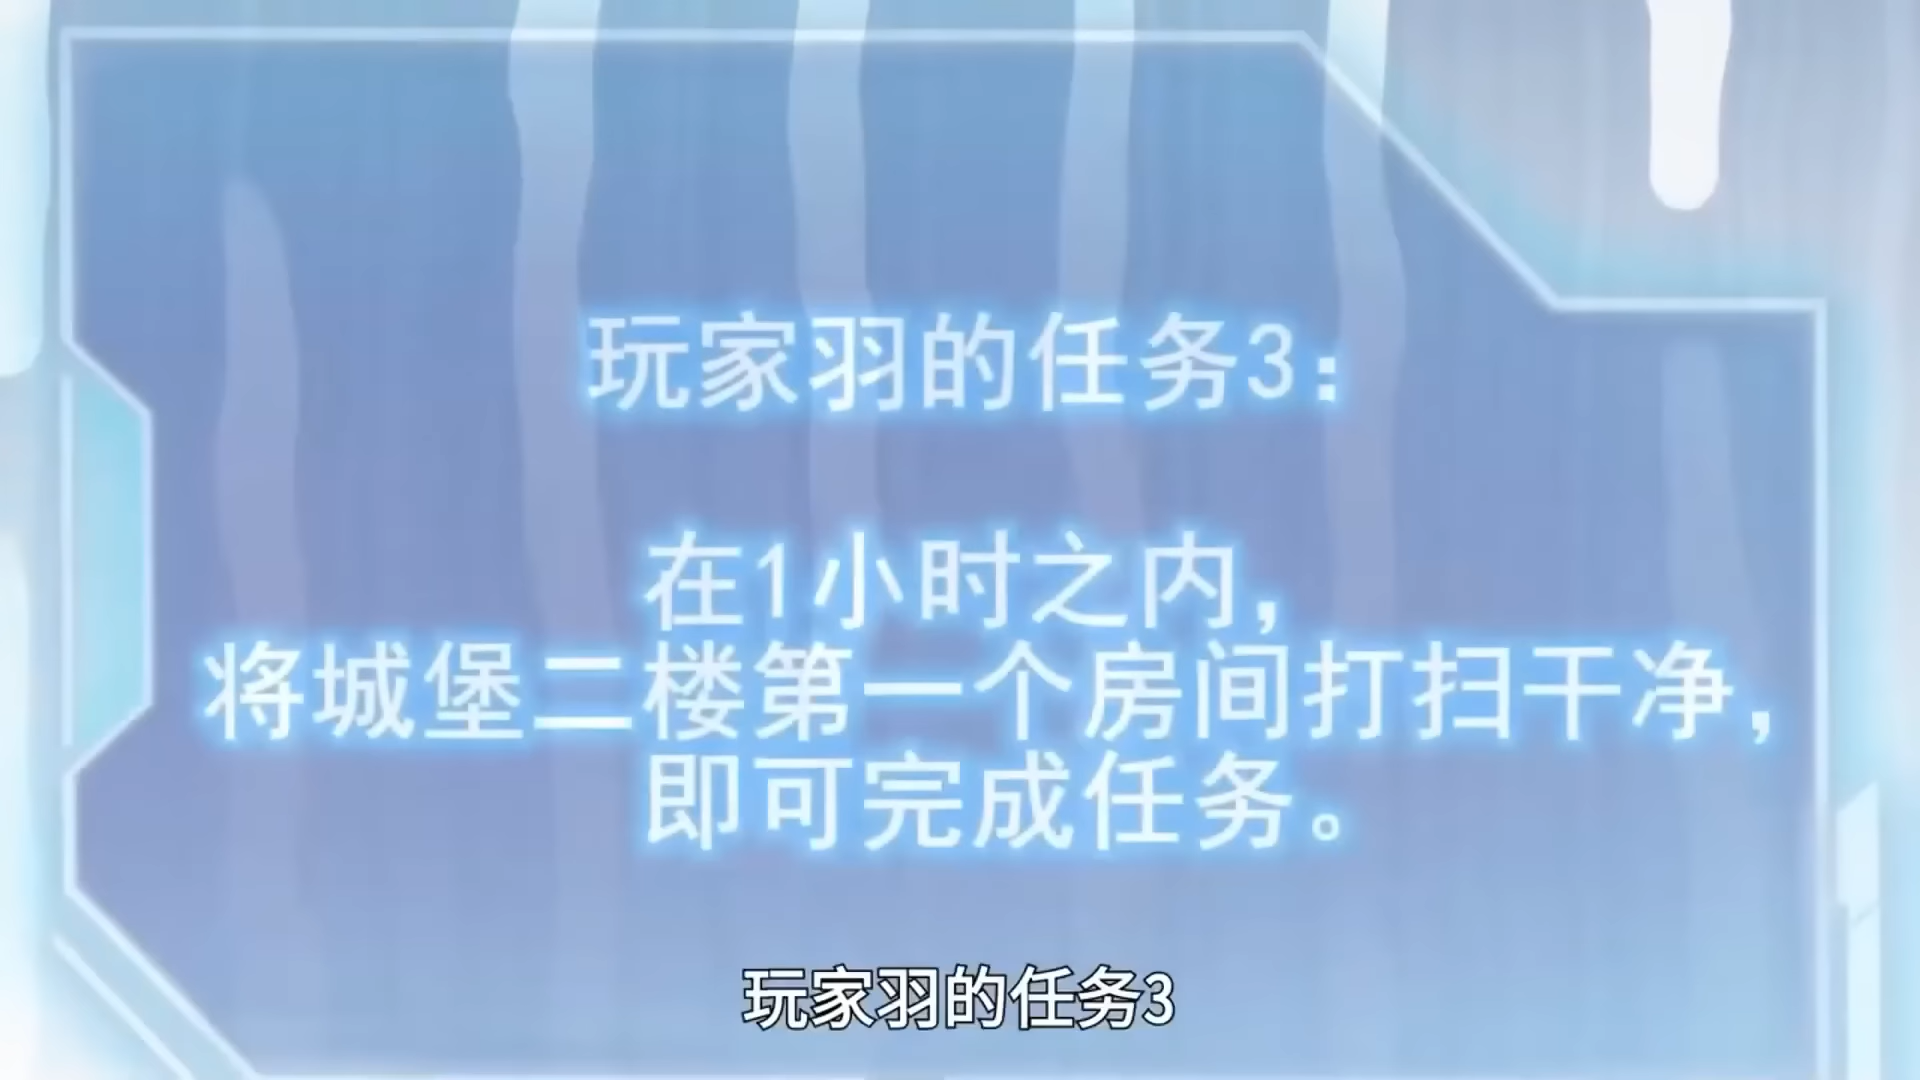 玩家羽的任务3：
在1小时之内，
将城堡二楼第一个房间打扫干净，
即可完成任务。
玩家羽的任务3